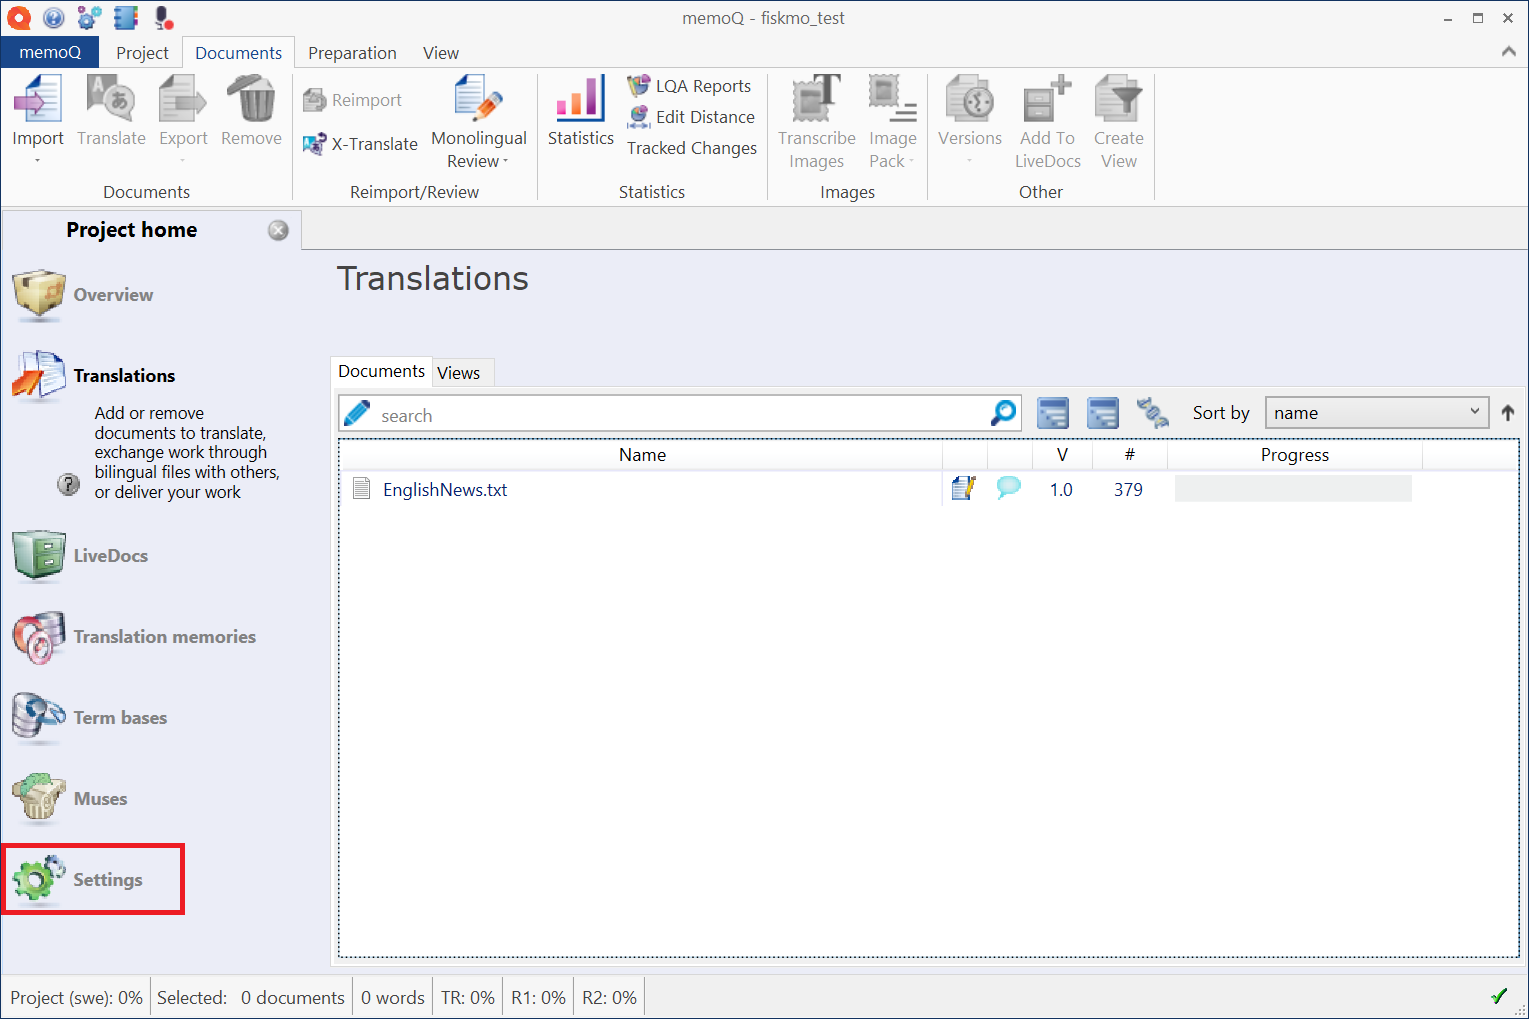 memoQ - fiskmo_test
memoQ Project Documents Preparation View
Import Translate Export Remove
Documents
Reimport
X-Translate
Monolingual
Review
Reimport/Review
Statistics
LQA Reports
Edit Distance
Tracked Changes
Statistics
Transcribe
Images
Image
Pack
Images
Versions
Add To
LiveDocs
Create
View
Other
Project home
Overview
Translations
Add or remove
documents to translate,
exchange work through
bilingual files with others,
or deliver your work
LiveDocs
Translation memories
Term bases
Muses
Settings
Translations
Documents Views
search
Sort by name
Name V # Progress
EnglishNews.txt 1.0 379
Project (swe): 0% Selected: 0 documents 0 words TR: 0% R1: 0% R2: 0%